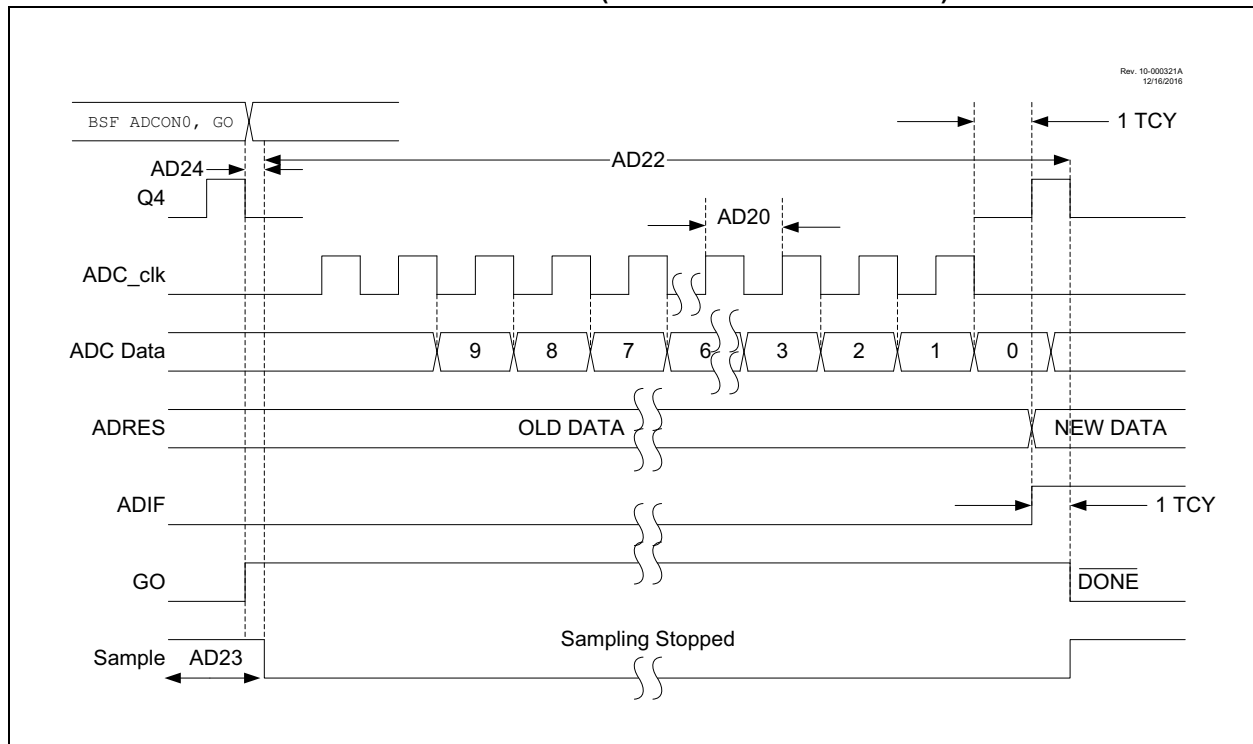 Rev. 10-000321A
12/16/2016
BSF ADCON0, GO
1 TCY
AD24
AD22
Q4
AD20
ADC_clk
ADC Data 9 8 7 6 3 2 1 0
ADRES OLD DATA NEW DATA
ADIF 1 TCY
GO DONE
Sampling Stopped
Sample AD23